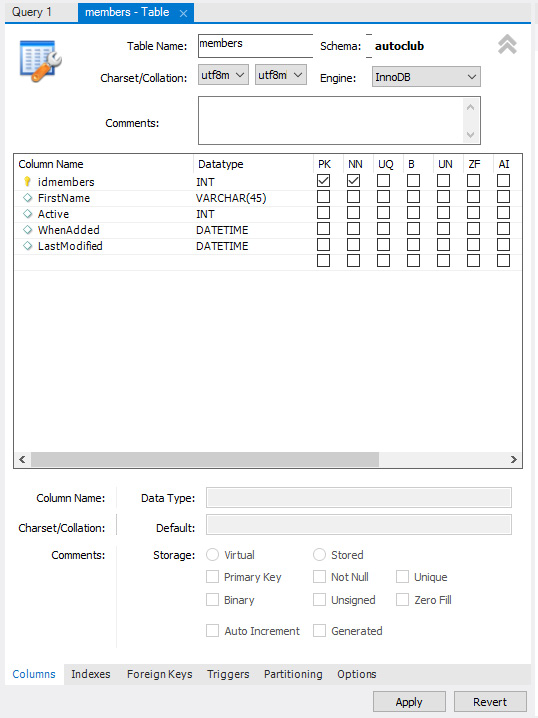 Query 1 members - Table
Table Name: members Schema: autoclub
Charset/Collation: utf8m utf8m Engine: InnoDB
Comments:
Column Name Datatype PK NN UQ B UN ZF AI
idmembers INT
FirstName VARCHAR(45)
Active INT
WhenAdded DATETIME
LastModified DATETIME
Column Name: Data Type:
Charset/Collation: Default:
Comments: Storage: Virtual Stored
Primary Key Not Null Unique
Binary Unsigned Zero Fill
Auto Increment Generated
Columns Indexes Foreign Keys Triggers Partitioning Options
Apply Revert